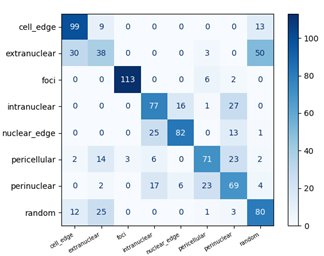 cell_edge 99 9 0 0 0 0 0 13
extranuclear 30 38 0 0 0 3 0 50
foci 0 0 113 0 0 6 2 0
intranuclear 0 0 0 77 16 1 27 0
nuclear_edge 0 0 0 25 82 0 13 1
pericellular 2 14 3 6 0 71 23 2
perinuclear 0 2 0 17 6 23 69 4
random 12 25 0 0 0 1 3 80
cell_edge extranuclear foci intranuclear nuclear_edge pericellular perinuclear random
100
80
60
40
20
0